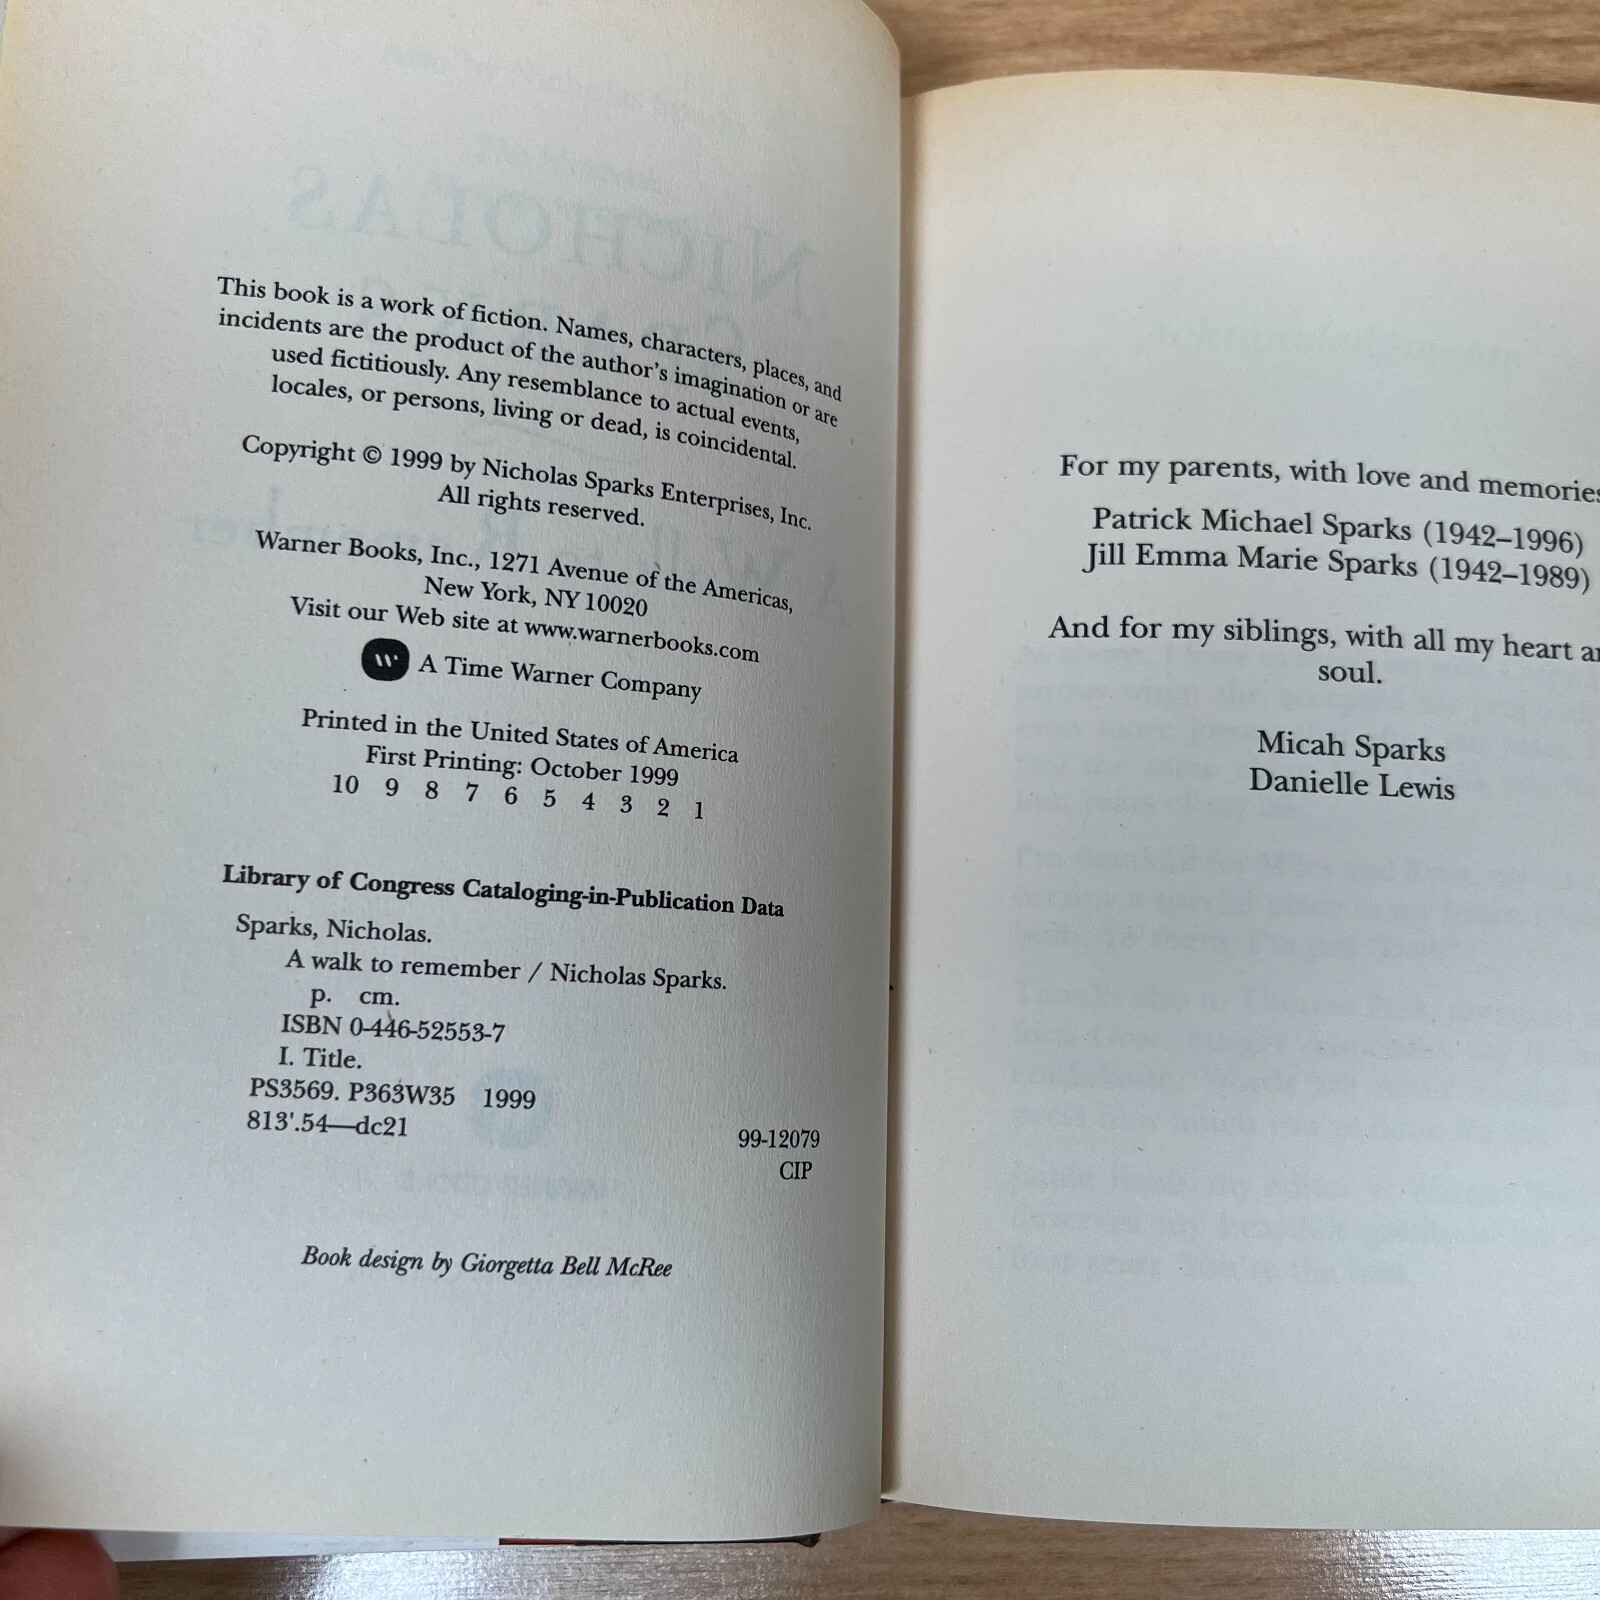 This book is a work of fiction. Names, characters, places, and
incidents are the product of the author's imagination or are
used fictitiously. Any resemblance to actual events,
locales, or persons, living or dead, is coincidental.
Copyright © 1999 by Nicholas Sparks Enterprises, Inc.
All rights reserved.
Warner Books, Inc., 1271 Avenue of the Americas,
New York, NY 10020
Visit our Web site at www.warnerbooks.com
A Time Warner Company
Printed in the United States of America
First Printing: October 1999
10 9 8 7 6 5 4 3 2 1
Library of Congress Cataloging-in-Publication Data
Sparks, Nicholas.
A walk to remember / Nicholas Sparks.
p. cm.
ISBN 0-446-52553-7
I. Title.
PS3569. P363W35 1999
813'.54—dc21
99-12079
CIP
Book design by Giorgetta Bell McRee
For my parents, with love and memories
Patrick Michael Sparks (1942–1996)
Jill Emma Marie Sparks (1942–1989)
And for my siblings, with all my heart
soul.
Micah Sparks
Danielle Lewis